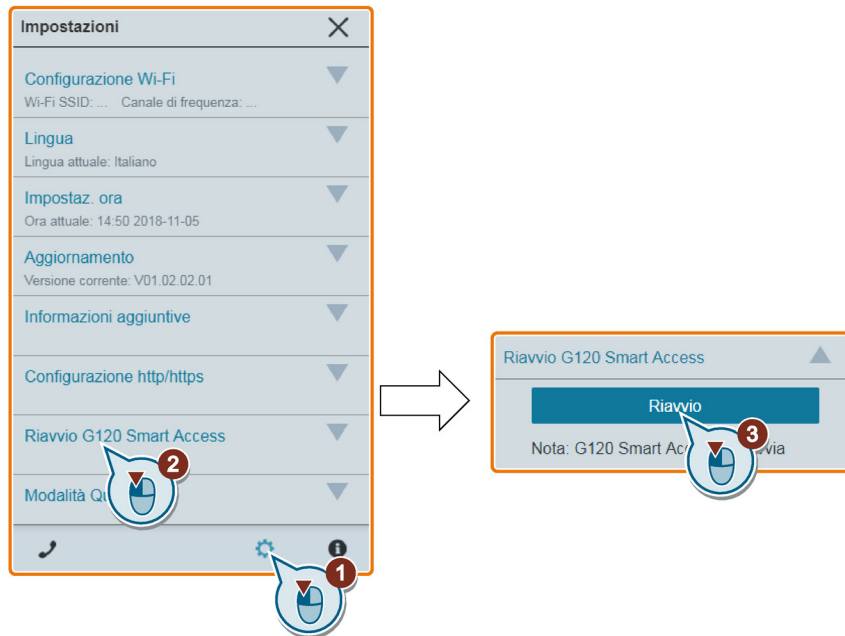 Impostazioni
Configurazione Wi-Fi
Wi-Fi SSID: ... Canale di frequenza: ...
Lingua
Lingua attuale: Italiano
Impostaz. ora
Ora attuale: 14:50 2018-11-05
Aggiornamento
Versione corrente: V01.02.02.01
Informazioni aggiuntive
Configurazione http/https
Riavvio G120 Smart Access
2
Modalità
1
Riavvio G120 Smart Access
Riavvio
3
Nota: G120 Smart